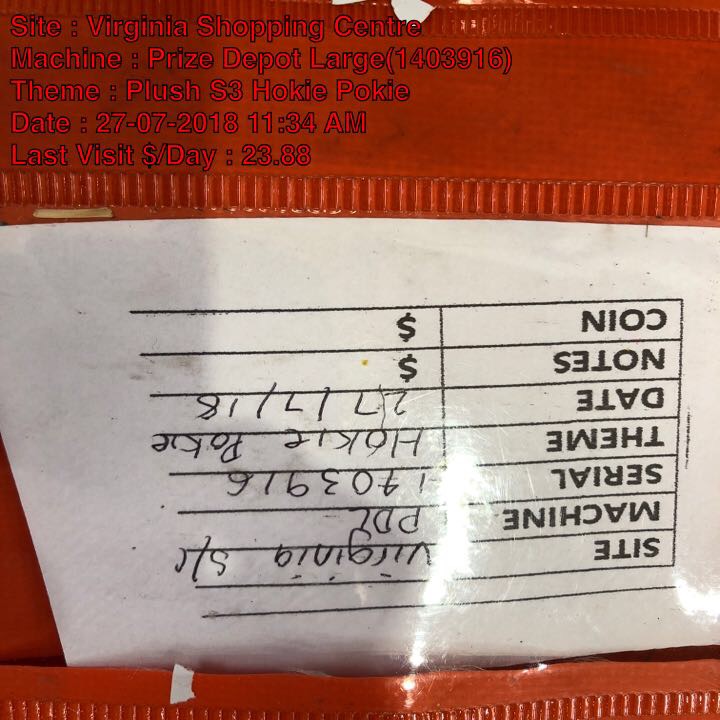 Site : Virginia Shopping Centre
Machine : Prize Depot Large(1403916)
Theme : Plush S3 Hokie Pokie
Date : 27-07-2018 11:34 AM
Last Visit $/Day : 23.88
SITE Virginia S/C
MACHINE PDL
SERIAL 1403916
THEME Hokie Pokie
DATE 27/7/18
NOTES $
COIN $